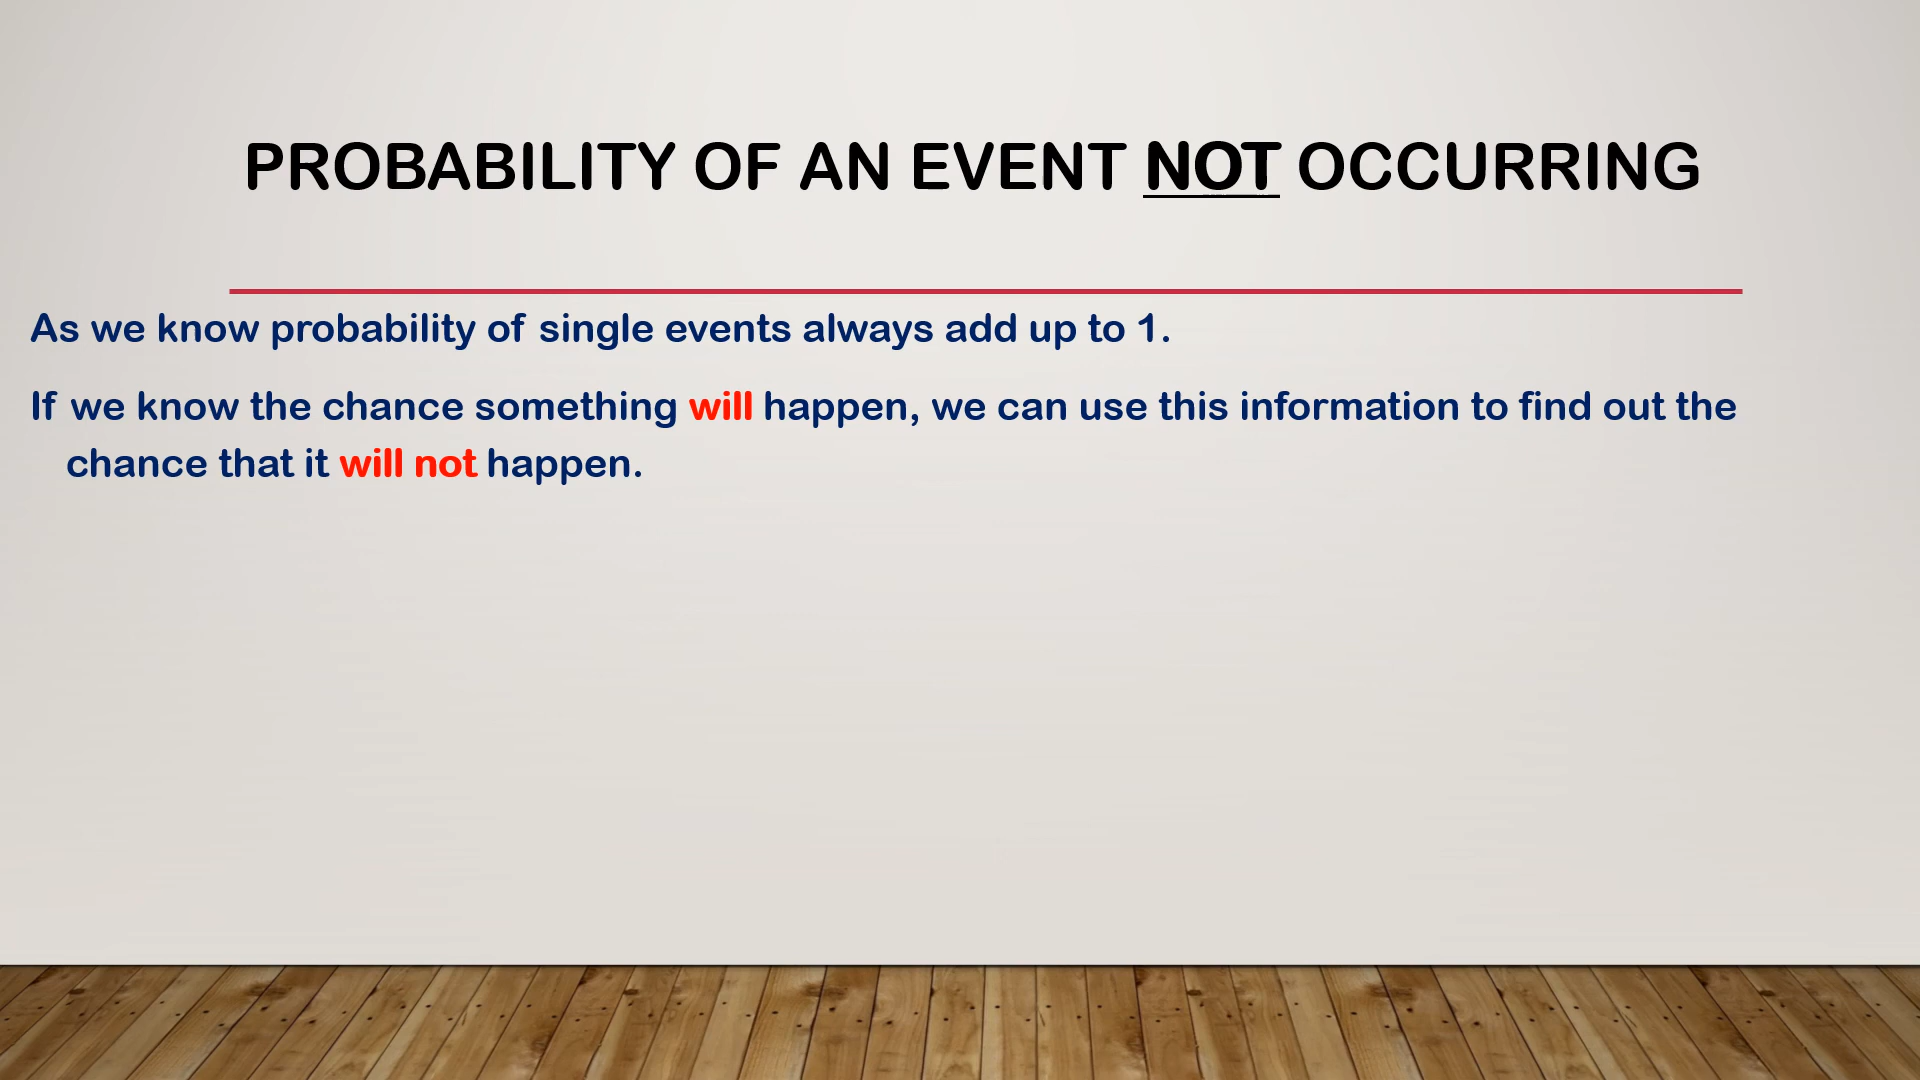 PROBABILITY OF AN EVENT NOT OCCURRING
As we know probability of single events always add up to 1.
If we know the chance something will happen, we can use this information to find out the
chance that it will not happen.